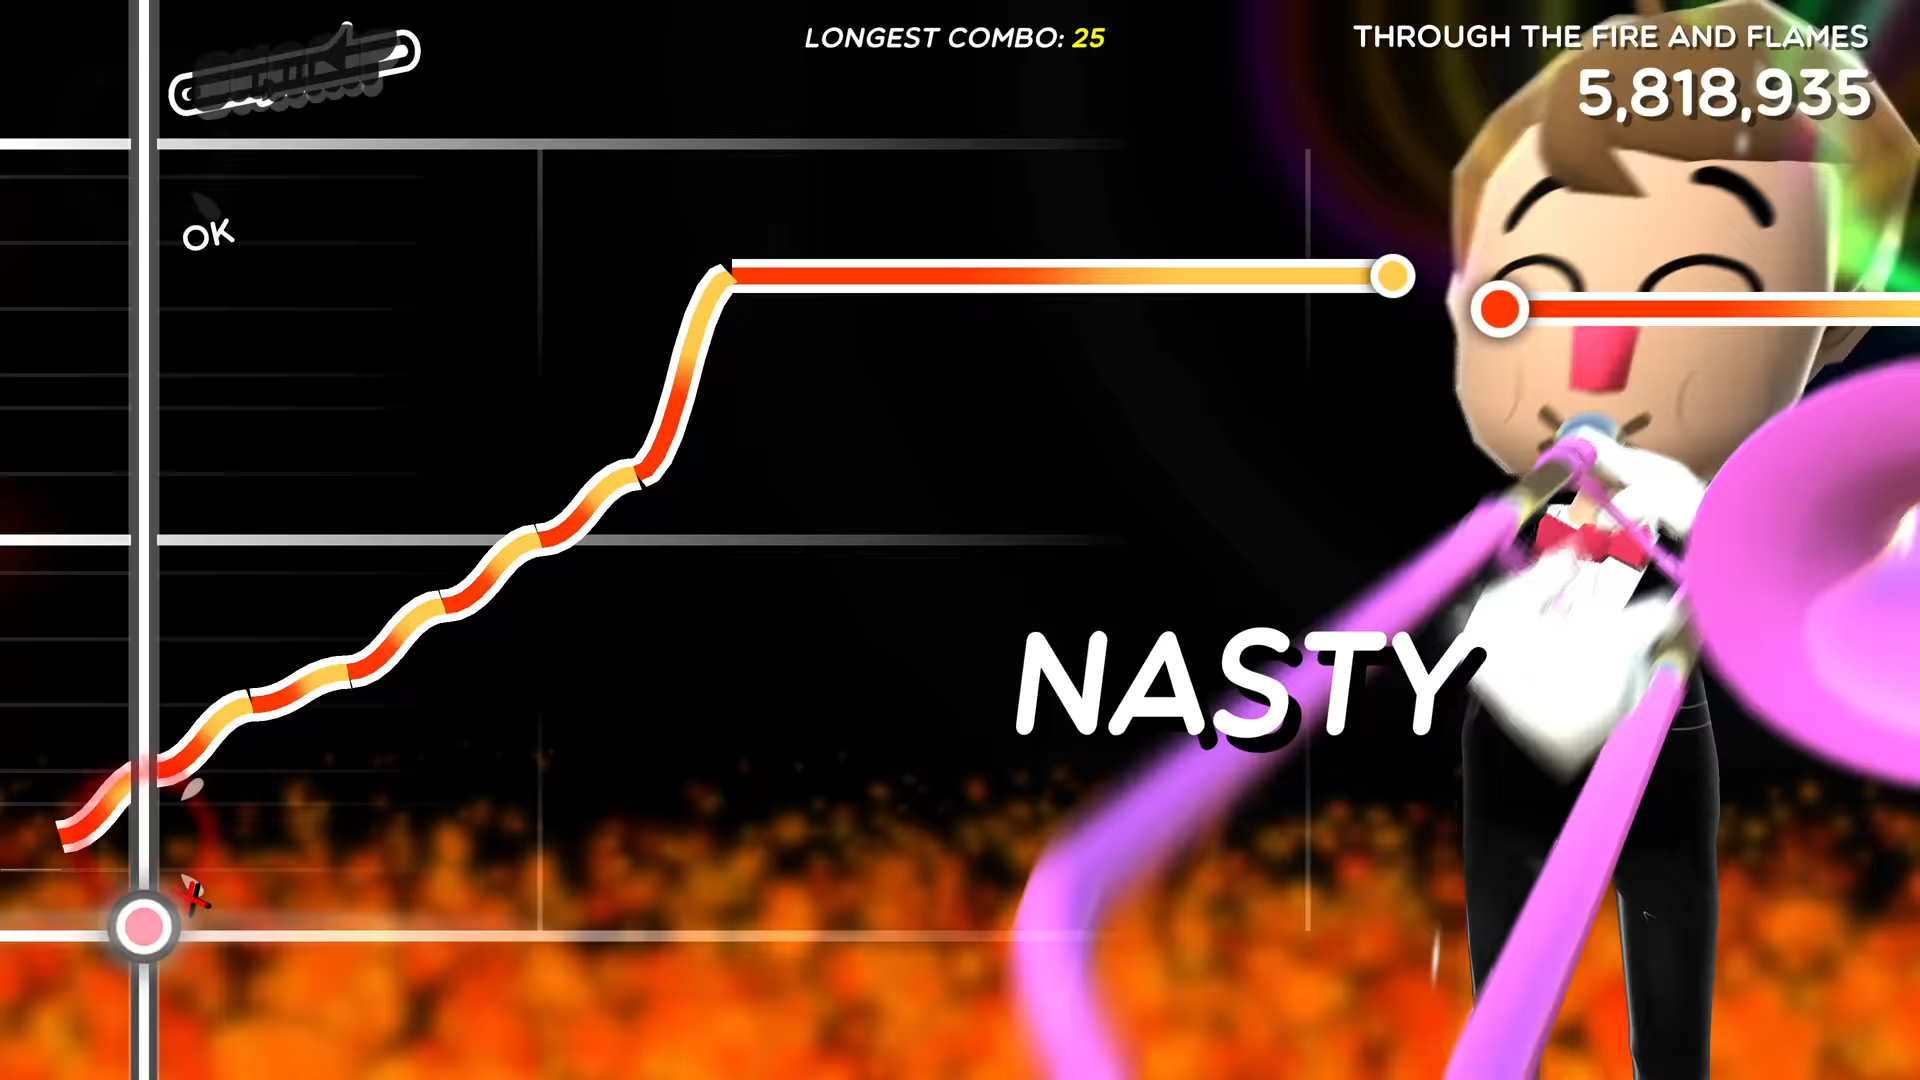 LONGEST COMBO: 25
THROUGH THE FIRE AND FLAMES
5,818,935
OK
NASTY
X